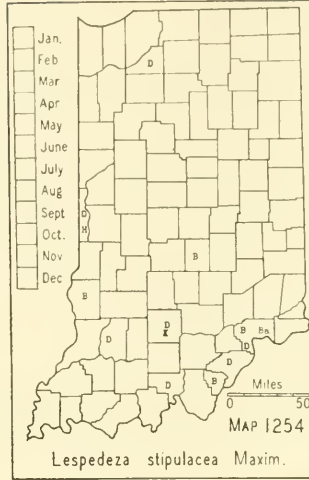 Jan.
Feb
Mar
Apr
May
June
July
Aug
Sept
Oct.
Nov
Dec
D
D
H
B
B
D
D
K
B Ba
D
D
D
B
Miles
0 50
MAP 1254
Lespedeza stipulacea Maxim.